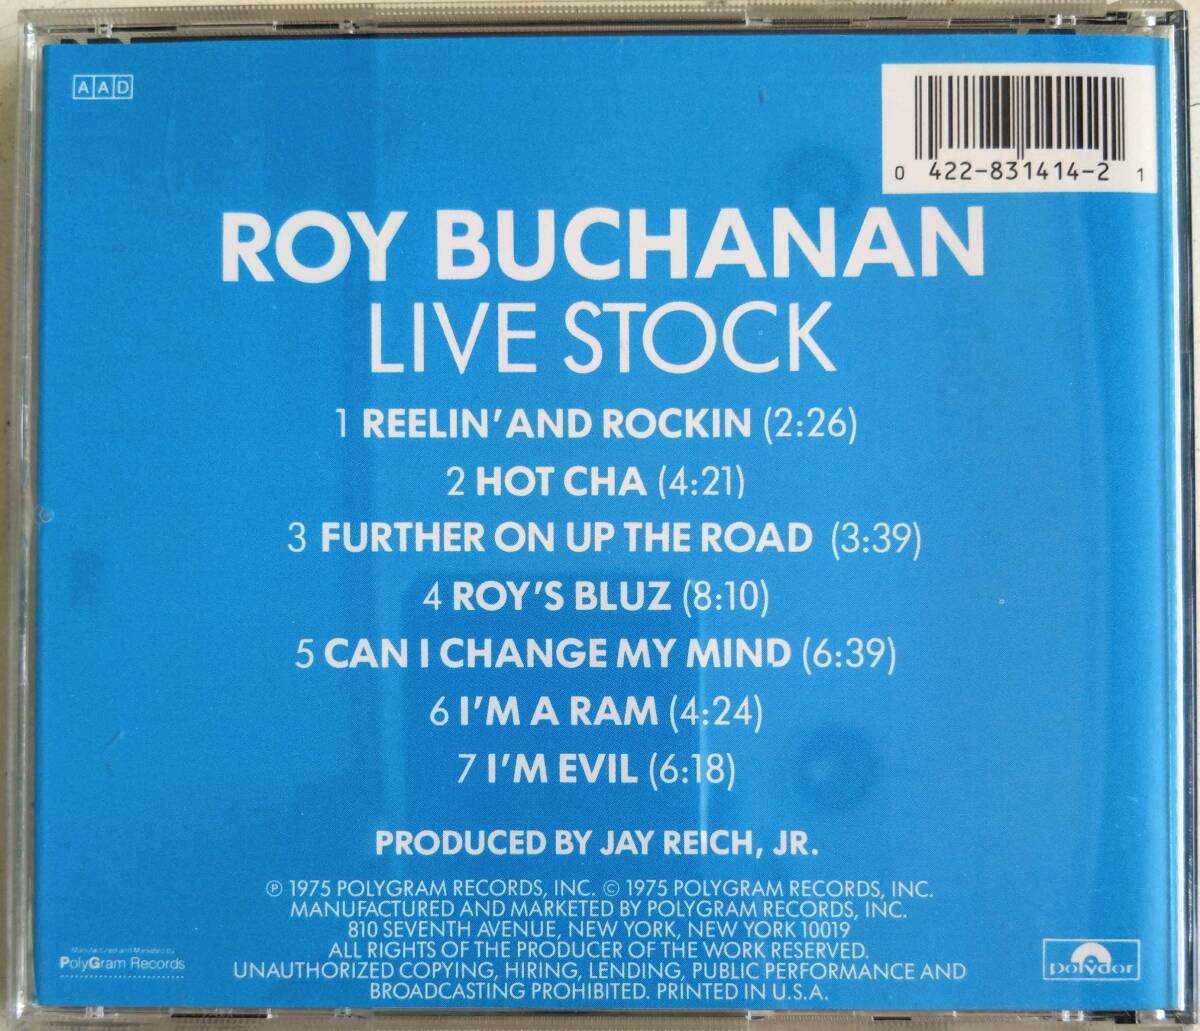 AAD
0 422-831414-2 1
ROY BUCHANAN
LIVE STOCK
1 REELIN' AND ROCKIN (2:26)
2 HOT CHA (4:21)
3 FURTHER ON UP THE ROAD (3:39)
4 ROY'S BLUZ (8:10)
5 CAN I CHANGE MY MIND (6:39)
6 I'M A RAM (4:24)
7 I'M EVIL (6:18)
PRODUCED BY JAY REICH, JR.
℗ 1975 POLYGRAM RECORDS, INC. © 1975 POLYGRAM RECORDS, INC.
MANUFACTURED AND MARKETED BY POLYGRAM RECORDS, INC.
810 SEVENTH AVENUE, NEW YORK, NEW YORK 10019
ALL RIGHTS OF THE PRODUCER OF THE WORK RESERVED.
UNAUTHORIZED COPYING, HIRING, LENDING, PUBLIC PERFORMANCE AND
BROADCASTING PROHIBITED. PRINTED IN U.S.A.
Manufactured and Marketed by
PolyGram Records
polydor